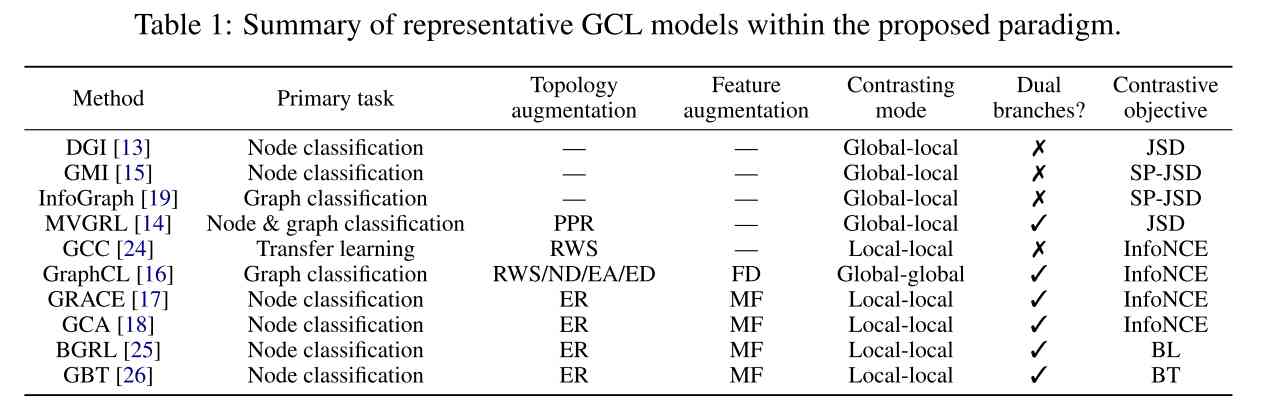 Table 1: Summary of representative GCL models within the proposed paradigm.
Method Primary task Topology augmentation Feature augmentation Contrasting mode Dual branches? Contrastive objective
DGI [13] Node classification — — Global-local ✗ JSD
GMI [15] Node classification — — Global-local ✗ SP-JSD
InfoGraph [19] Graph classification — — Global-local ✗ SP-JSD
MVGRL [14] Node & graph classification PPR — Global-local ✓ JSD
GCC [24] Transfer learning RWS — Local-local ✗ InfoNCE
GraphCL [16] Graph classification RWS/ND/EA/ED FD Global-global ✓ InfoNCE
GRACE [17] Node classification ER MF Local-local ✓ InfoNCE
GCA [18] Node classification ER MF Local-local ✓ InfoNCE
BGRL [25] Node classification ER MF Local-local ✓ BL
GBT [26] Node classification ER MF Local-local ✓ BT